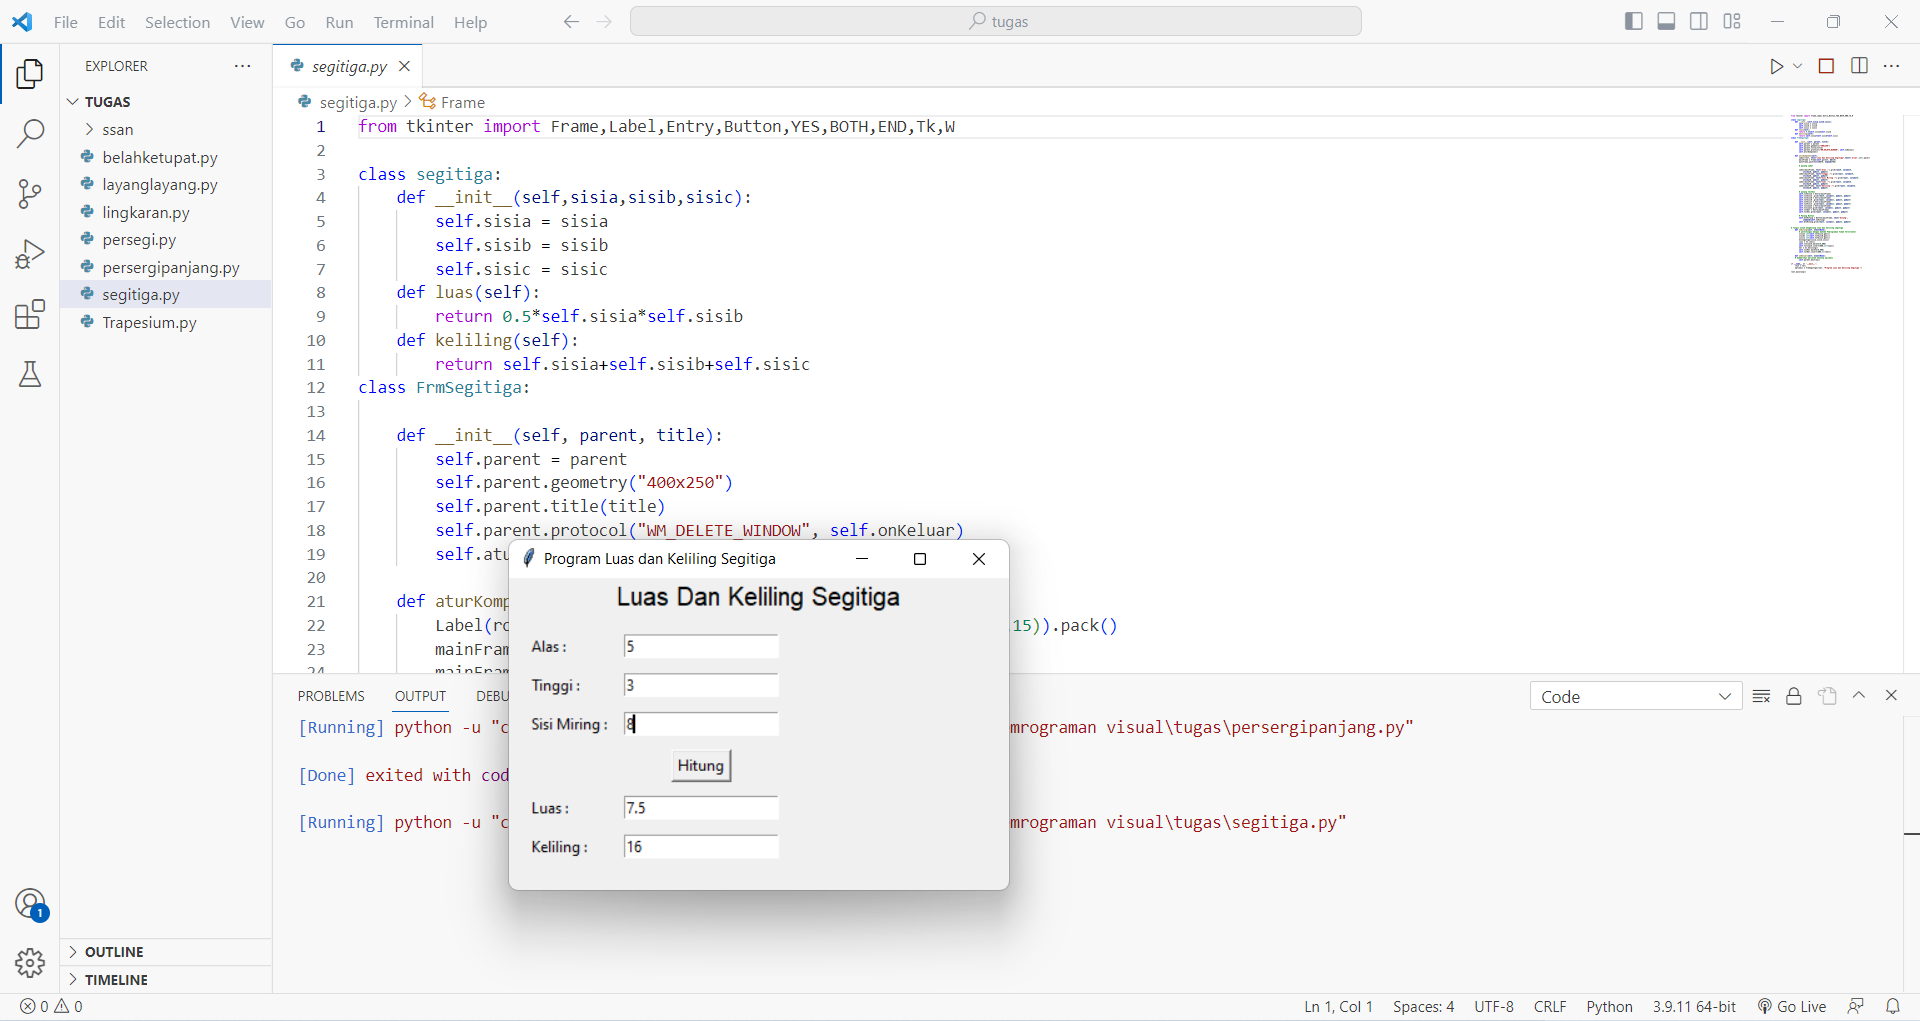 File Edit Selection View Go Run Terminal Help
tugas
EXPLORER
TUGAS
ssan
belahketupat.py
layanglayang.py
lingkaran.py
persegi.py
persergipanjang.py
segitiga.py
Trapesium.py
OUTLINE
TIMELINE
segitiga.py
segitiga.py > Frame
1 from tkinter import Frame,Label,Entry,Button,YES,BOTH,END,Tk,W
2
3 class segitiga:
4 def __init__(self,sisia,sisib,sisic):
5 self.sisia = sisia
6 self.sisib = sisib
7 self.sisic = sisic
8 def luas(self):
9 return 0.5*self.sisia*self.sisib
10 def keliling(self):
11 return self.sisia+self.sisib+self.sisic
12 class FrmSegitiga:
13
14 def __init__(self, parent, title):
15 self.parent = parent
16 self.parent.geometry("400x250")
17 self.parent.title(title)
18 self.parent.protocol("WM_DELETE_WINDOW", self.onKeluar)
19 self.atu
20
21 def aturKomp
22 Label(ro 15)).pack()
23 mainFram
24 mainFram
Program Luas dan Keliling Segitiga
Luas Dan Keliling Segitiga
Alas : 5
Tinggi : 3
Sisi Miring : 8
Hitung
Luas : 7.5
Keliling : 16
PROBLEMS OUTPUT DEBU
Code
[Running] python -u "c mrograman visual\tugas\persergipanjang.py"
[Done] exited with cod
[Running] python -u "c mrograman visual\tugas\segitiga.py"
1
0 0
Ln 1, Col 1 Spaces: 4 UTF-8 CRLF Python 3.9.11 64-bit Go Live